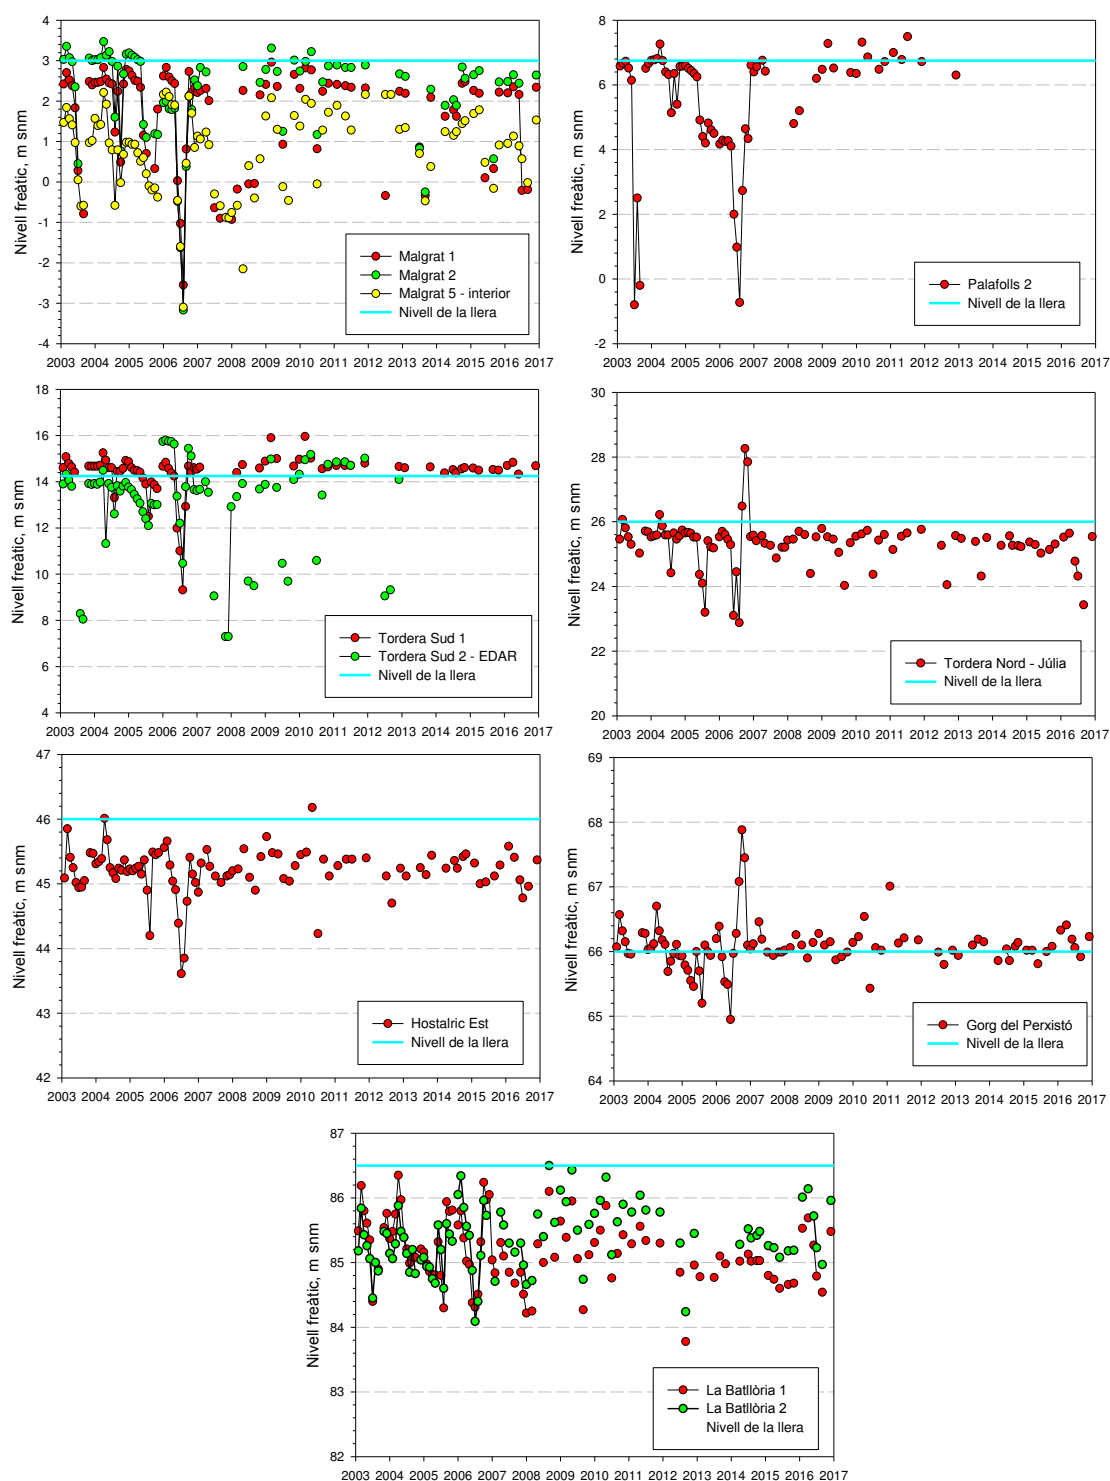 Nivell freàtic, m snm
4
3
2
1
0
-1
-2
-3
-4
2003 2004 2005 2006 2007 2008 2009 2010 2011 2012 2013 2014 2015 2016 2017
Malgrat 1
Malgrat 2
Malgrat 5 - interior
Nivell de la llera
Nivell freàtic, m snm
8
6
4
2
0
-2
2003 2004 2005 2006 2007 2008 2009 2010 2011 2012 2013 2014 2015 2016 2017
Palafolls 2
Nivell de la llera
Nivell freàtic, m snm
18
16
14
12
10
8
6
4
2003 2004 2005 2006 2007 2008 2009 2010 2011 2012 2013 2014 2015 2016 2017
Tordera Sud 1
Tordera Sud 2 - EDAR
Nivell de la llera
Nivell freàtic, m snm
30
28
26
24
22
20
2003 2004 2005 2006 2007 2008 2009 2010 2011 2012 2013 2014 2015 2016 2017
Tordera Nord - Júlia
Nivell de la llera
Nivell freàtic, m snm
47
46
45
44
43
42
2003 2004 2005 2006 2007 2008 2009 2010 2011 2012 2013 2014 2015 2016 2017
Hostalric Est
Nivell de la llera
Nivell freàtic, m snm
69
68
67
66
65
64
2003 2004 2005 2006 2007 2008 2009 2010 2011 2012 2013 2014 2015 2016 2017
Gorg del Perxistó
Nivell de la llera
Nivell freàtic, m snm
87
86
85
84
83
82
2003 2004 2005 2006 2007 2008 2009 2010 2011 2012 2013 2014 2015 2016 2017
La Batllòria 1
La Batllòria 2
Nivell de la llera